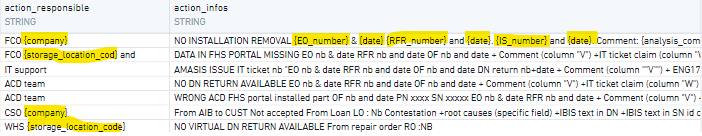 action_responsible action_infos
STRING STRING
FCO {company} NO INSTALLATION REMOVAL {EO_number} & {date} {RFR_number} and {date}. {IS_number} and {date}. Comment: {analysis_com
FCO {storage_location_cod} and DATA IN FHS PORTAL MISSING EO nb & date RFR nb and date OF nb and date + Comment (column "V") +IT ticket claim (column "V
IT support AMASIS ISSUE IT ticket nb "EO nb & date RFR nb and date OF nb and date DN return nb+date + Comment (column ""V"") + ENG17
ACD team NO DN RETURN AVAILABLE EO nb & date RFR nb and date OF nb and date + Comment (column "V") +IT ticket claim (column "W")
ACD team WRONG ACD FHS portal installed part OF nb and date PN xxxx SN xxxxx EO nb & date RFR nb and date + Comment (column "V") +
CSO {company} From AIB to CUST Not accepted From Loan LO : Nb Contestation +root causes (specific field) +IBIS text in DN +IBIS text in SN id c
WHS {storage_location_code} NO VIRTUAL DN RETURN AVAILABLE From repair order RO :NB